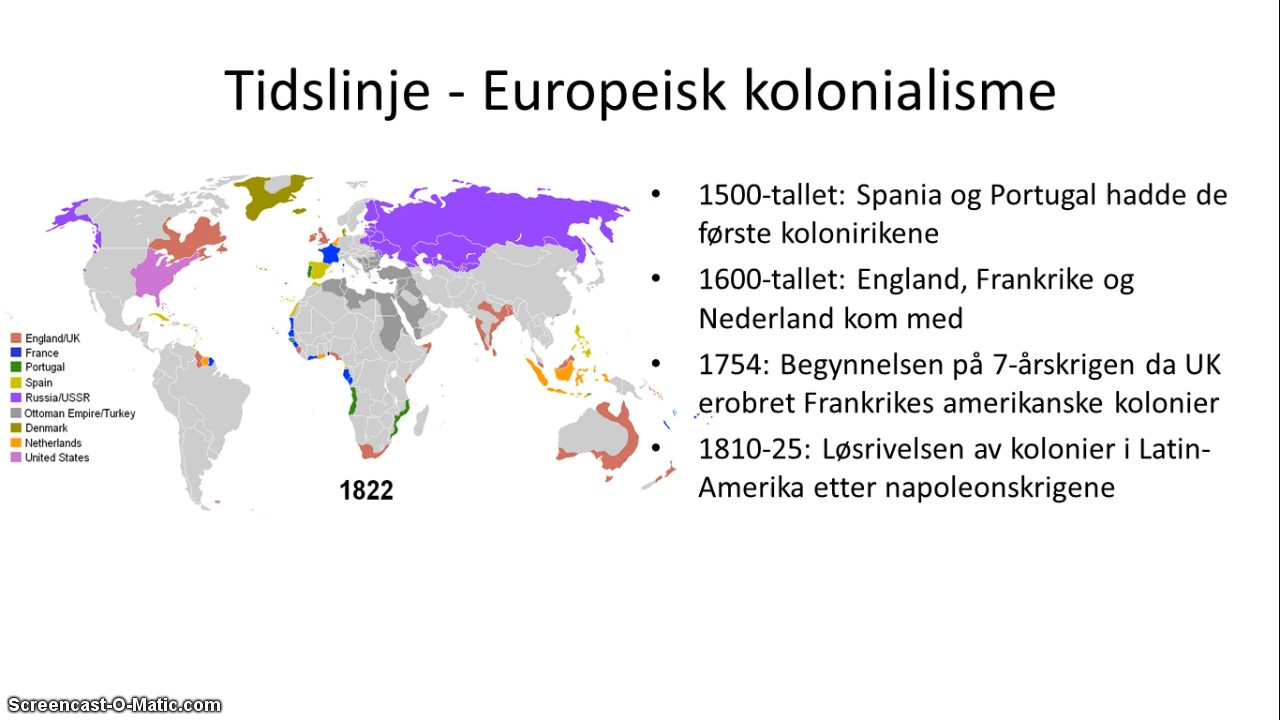 Tidslinje - Europeisk kolonialisme
England/UK
France
Portugal
Spain
Russia/USSR
Ottoman Empire/Turkey
Denmark
Netherlands
United States
1822
• 1500-tallet: Spania og Portugal hadde de
første kolonirikene
• 1600-tallet: England, Frankrike og
Nederland kom med
• 1754: Begynnelsen på 7-årskrigen da UK
erobret Frankrikes amerikanske kolonier
• 1810-25: Løsrivelsen av kolonier i Latin-
Amerika etter napoleonskrigene
Screencast-O-Matic.com